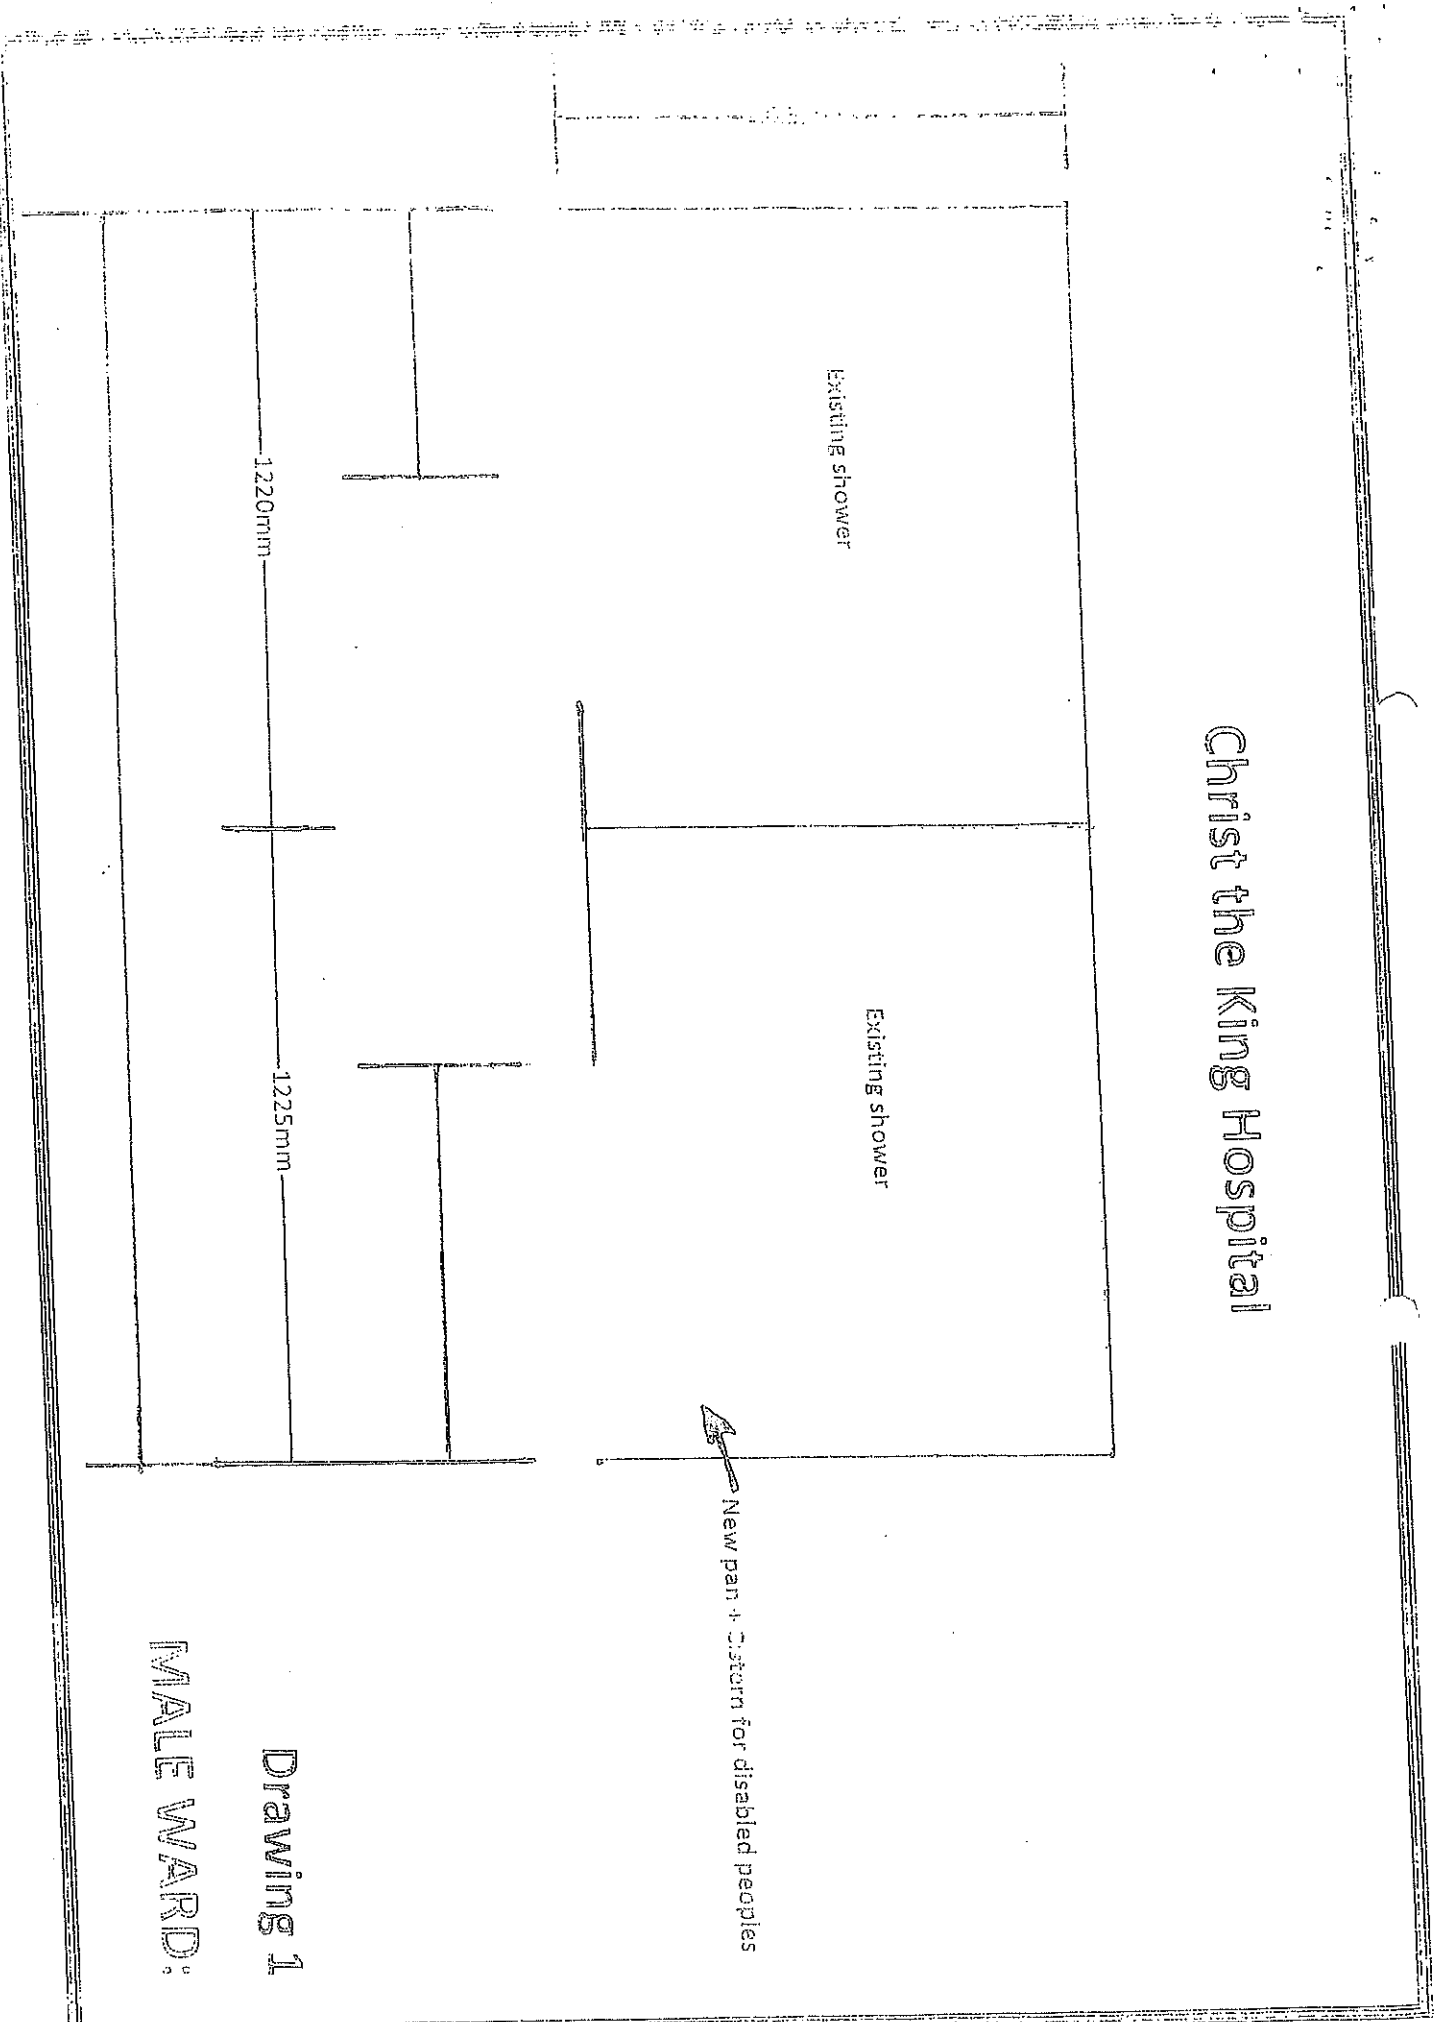 Christ the King Hospital
Existing shower
Existing shower
New pan + Cistern for disabled peoples
1220mm
1225mm
Drawing 1
MALE WARD: